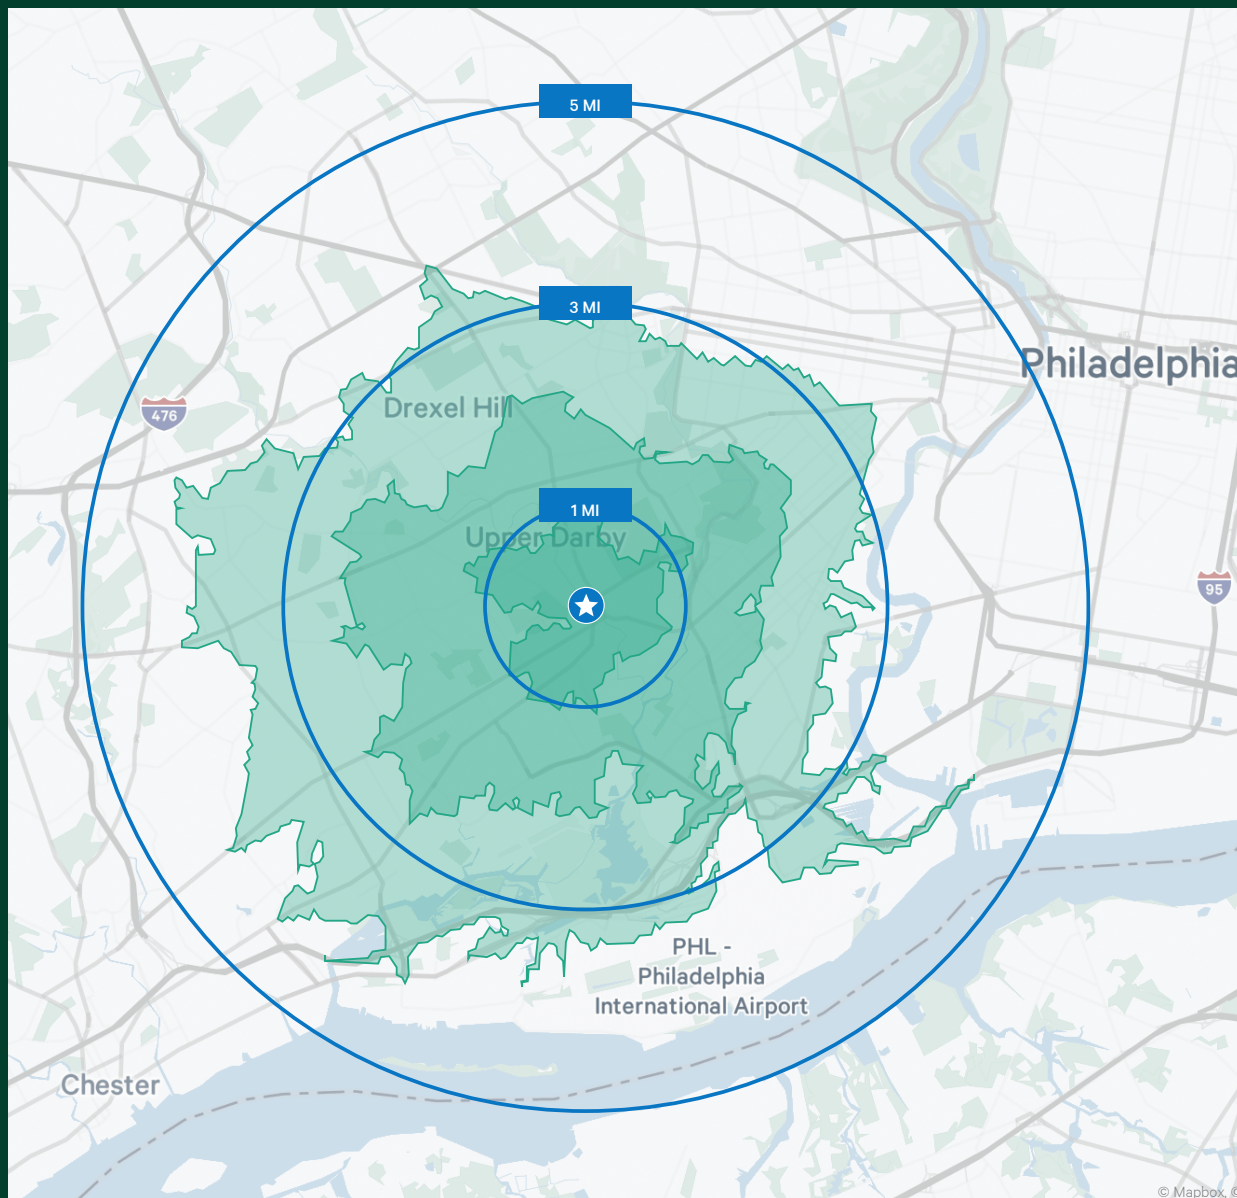 5 MI
3 MI
Philadelphia
Drexel Hill
476
1 MI
Upper Darby
95
PHL -
Philadelphia
International Airport
Chester
© Mapbox, ©